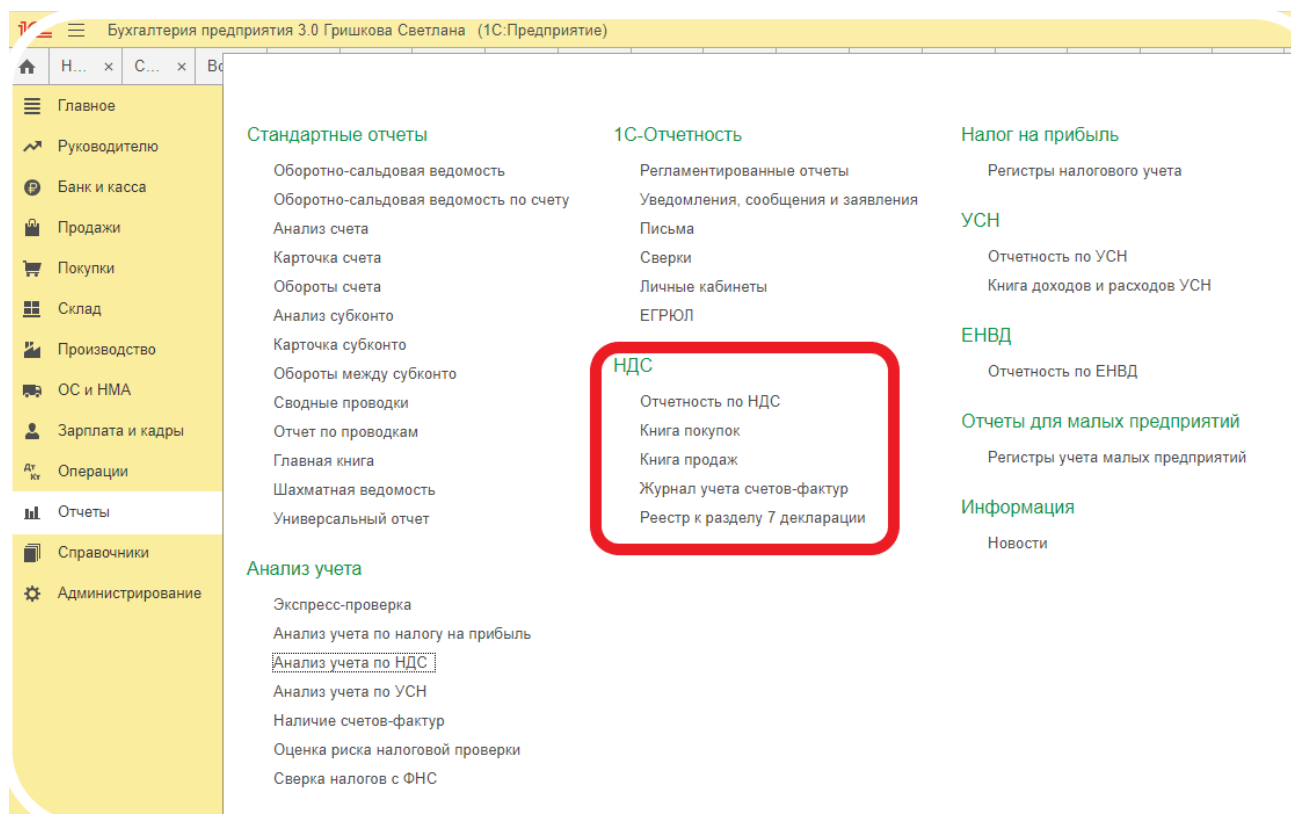 Бухгалтерия предприятия 3.0 Гришкова Светлана (1С:Предприятие)
Н... × С... ×
Главное
Руководителю
Банк и касса
Продажи
Покупки
Склад
Производство
ОС и НМА
Зарплата и кадры
Дт Кт Операции
Отчеты
Справочники
Администрирование
Стандартные отчеты
Оборотно-сальдовая ведомость
Оборотно-сальдовая ведомость по счету
Анализ счета
Карточка счета
Обороты счета
Анализ субконто
Карточка субконто
Обороты между субконто
Сводные проводки
Отчет по проводкам
Главная книга
Шахматная ведомость
Универсальный отчет
Анализ учета
Экспресс-проверка
Анализ учета по налогу на прибыль
Анализ учета по НДС
Анализ учета по УСН
Наличие счетов-фактур
Оценка риска налоговой проверки
Сверка налогов с ФНС
1С-Отчетность
Регламентированные отчеты
Уведомления, сообщения и заявления
Письма
Сверки
Личные кабинеты
ЕГРЮЛ
НДС
Отчетность по НДС
Книга покупок
Книга продаж
Журнал учета счетов-фактур
Реестр к разделу 7 декларации
Налог на прибыль
Регистры налогового учета
УСН
Отчетность по УСН
Книга доходов и расходов УСН
ЕНВД
Отчетность по ЕНВД
Отчеты для малых предприятий
Регистры учета малых предприятий
Информация
Новости